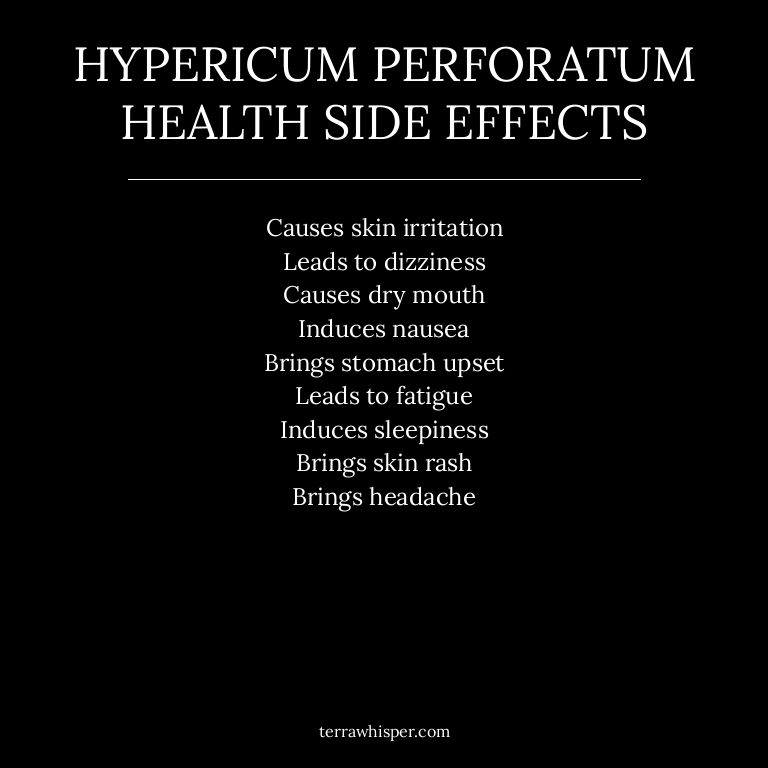 HYPERICUM PERFORATUM
HEALTH SIDE EFFECTS
Causes skin irritation
Leads to dizziness
Causes dry mouth
Induces nausea
Brings stomach upset
Leads to fatigue
Induces sleepiness
Brings skin rash
Brings headache
terrawhisper.com